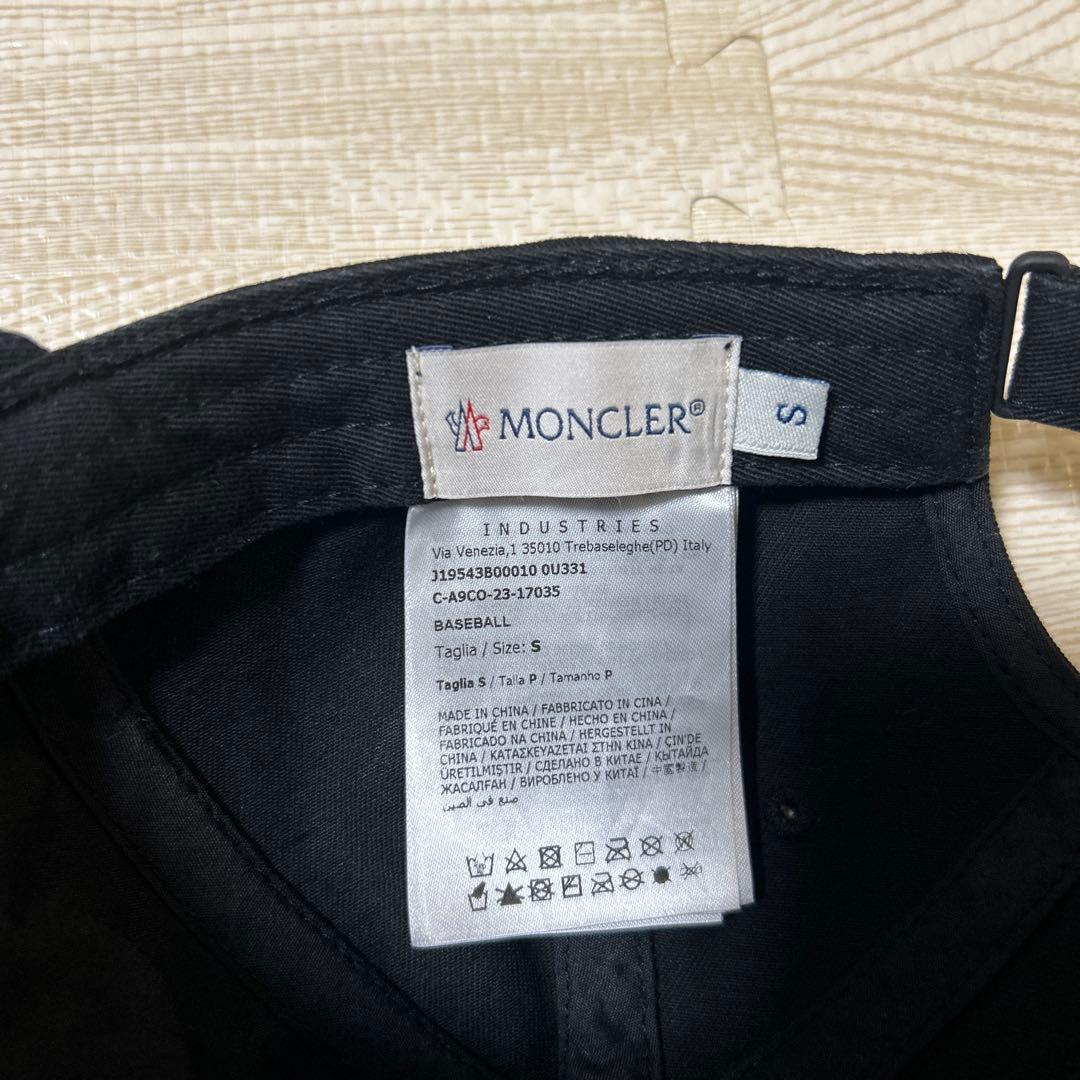 MONCLER®
S
INDUSTRIES
Via Venezia,1 35010 Trebaseleghe(PD) Italy
J19543B00010 0U331
C-A9CO-23-17035
BASEBALL
Taglia / Size: S
Taglia S / Talla P / Tamanho P
MADE IN CHINA / FABBRICATO IN CINA /
FABRIQUÉ EN CHINE / HECHO EN CHINA /
FABRICADO NA CHINA / HERGESTELLT IN
CHINA / ΚΑΤΑΣΚΕΥΑΖΕΤΑΙ ΣΤΗΝ ΚΙΝΑ / ÇIN'DE
ÜRETILMIŞTIR / СДЕЛАНО В КИТАЕ / ҚЫТАЙДА
ЖАСАЛҒАН / ВИРОБЛЕНО У КИТАІ / 中國製造 /
صنع في الصين